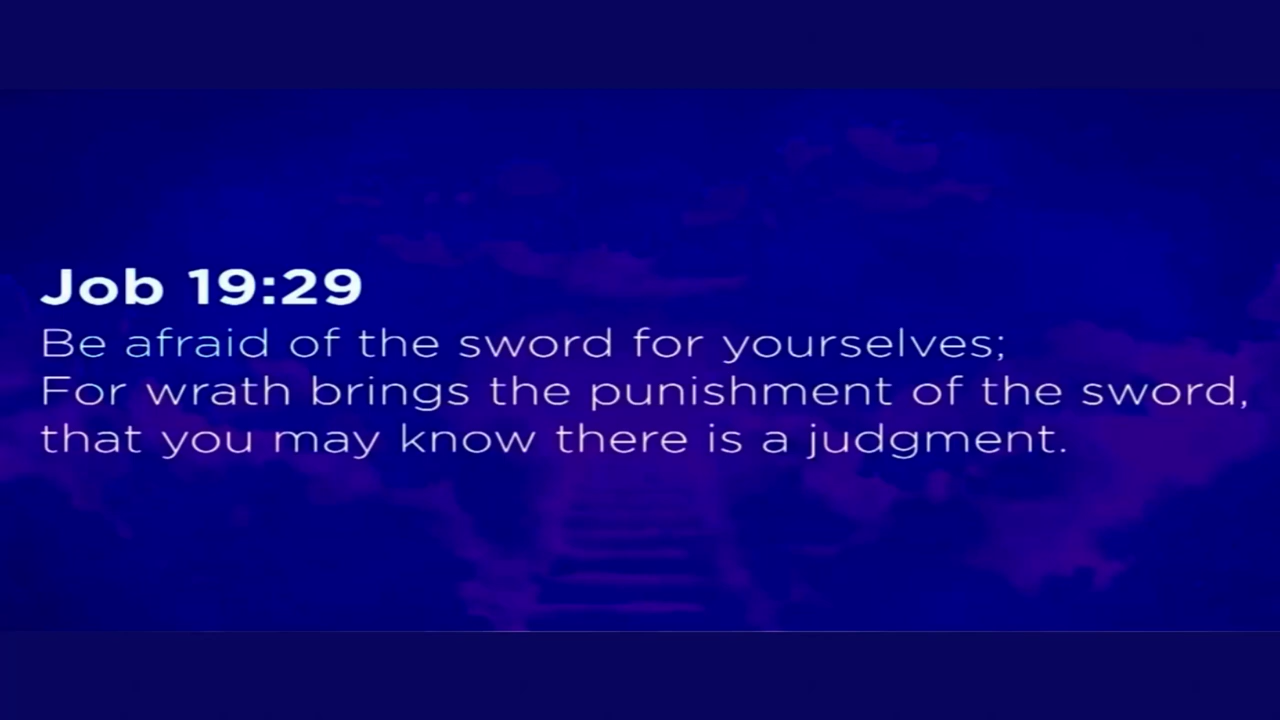 Job 19:29
Be afraid of the sword for yourselves;
For wrath brings the punishment of the sword,
that you may know there is a judgment.